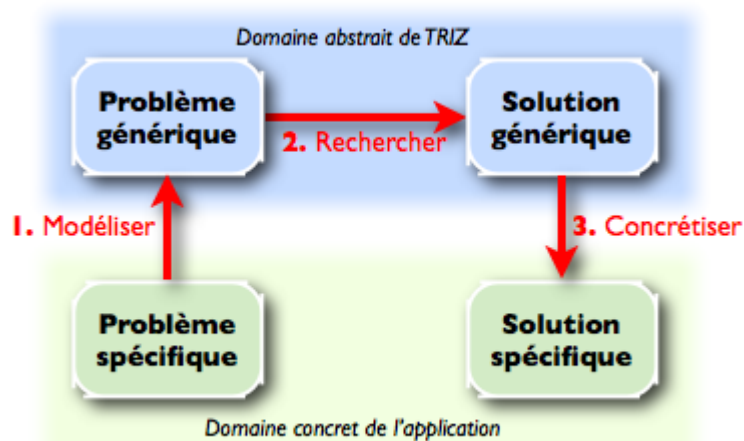 Domaine abstrait de TRIZ
Problème
générique
Solution
générique
2. Rechercher
1. Modéliser
3. Concrétiser
Problème
spécifique
Solution
spécifique
Domaine concret de l'application